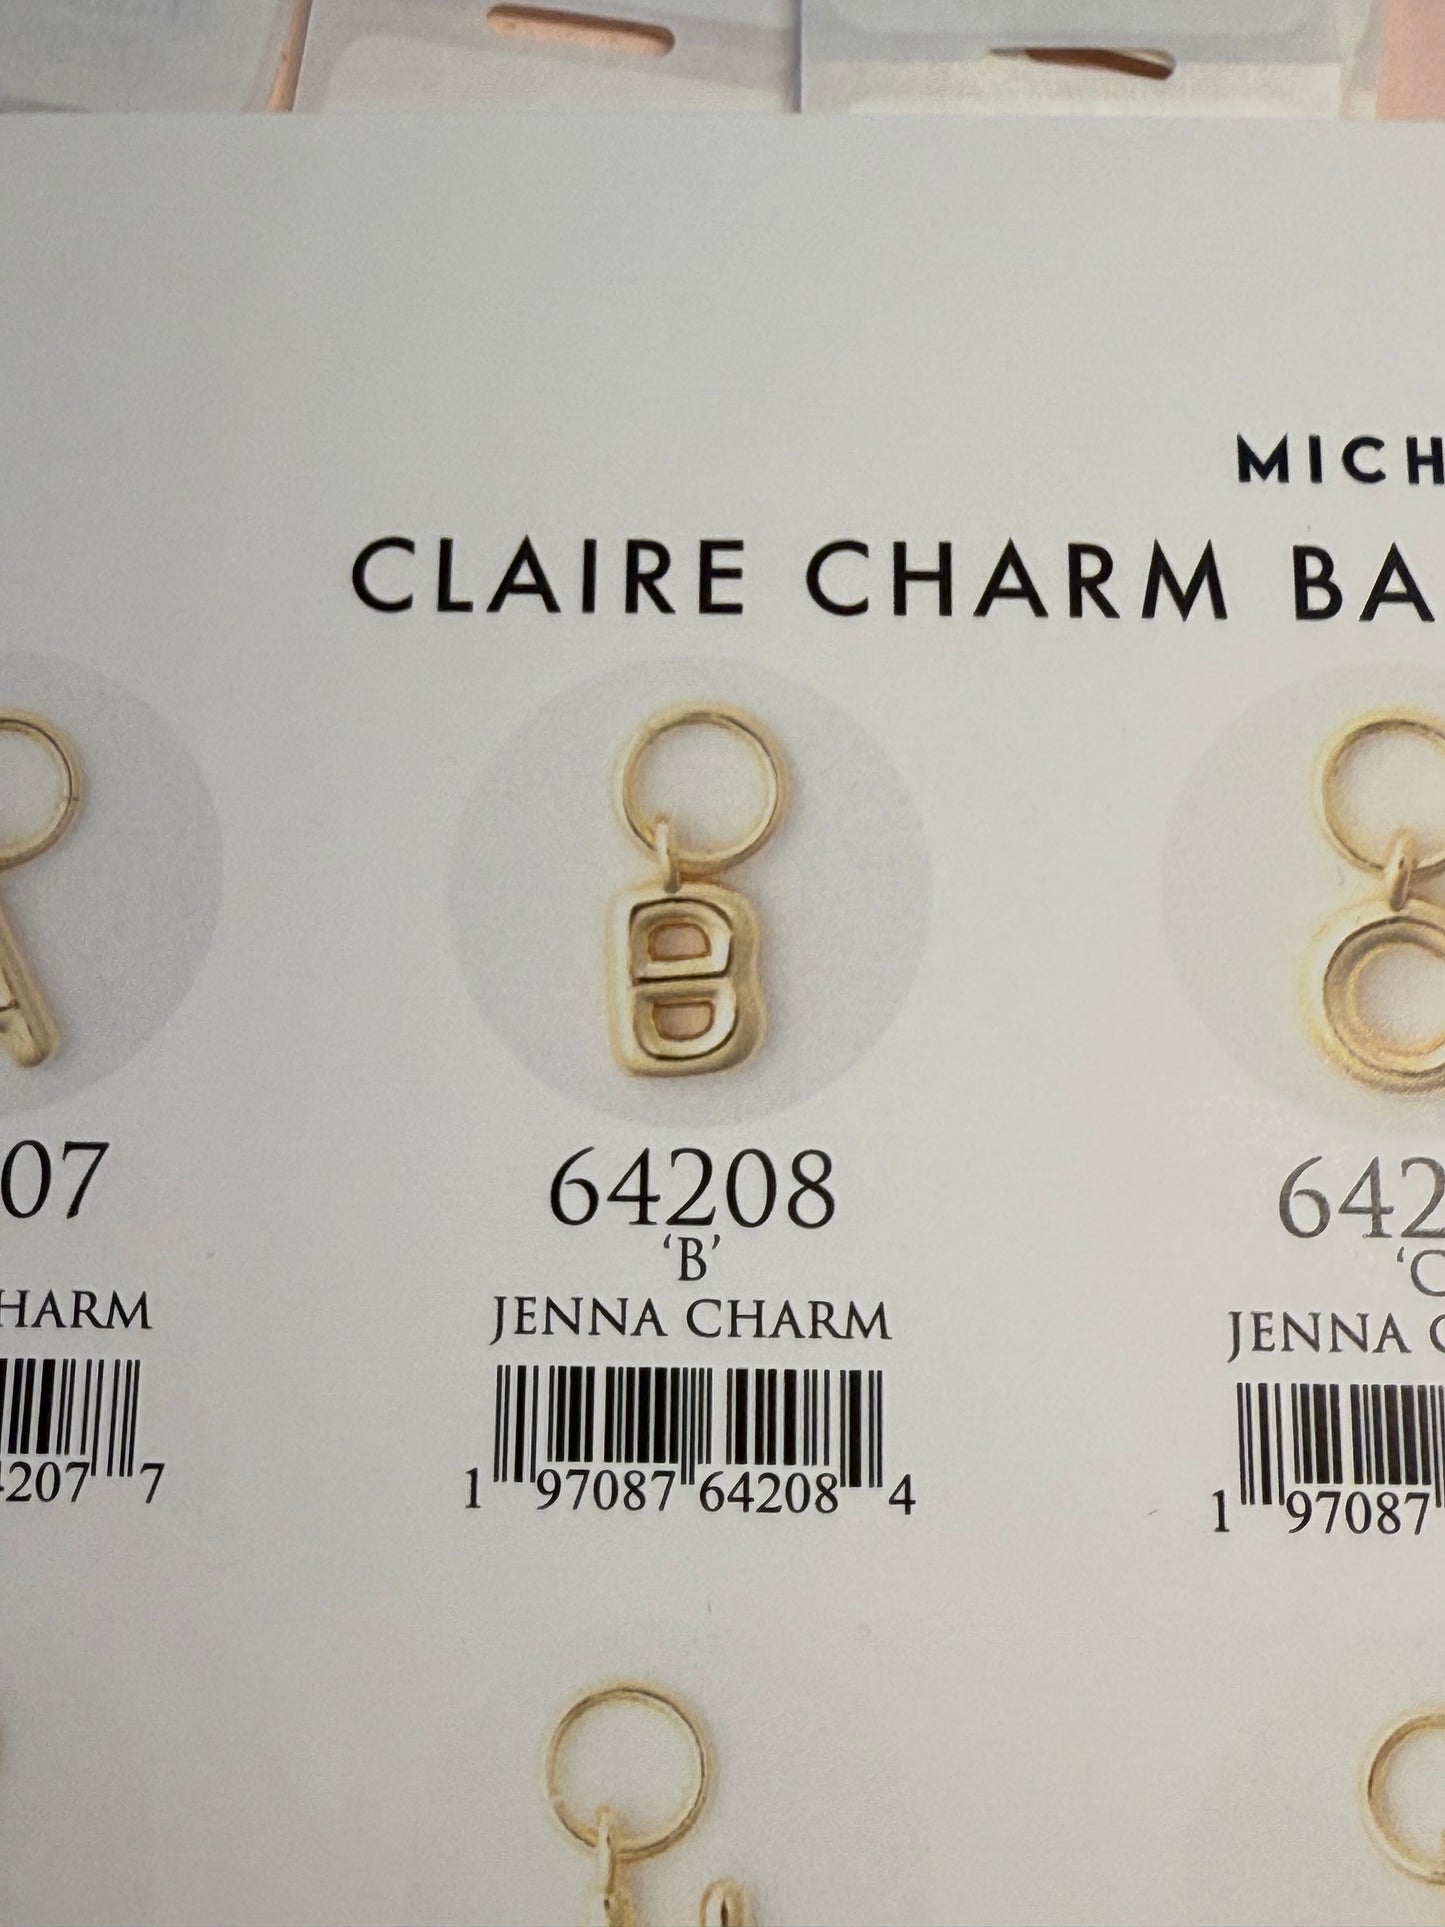 MICH
CLAIRE CHARM BA
07
64208
642
'B'
'C
HARM
JENNA CHARM
JENNA C
4207 7
1 97087 64208 4
1 97087